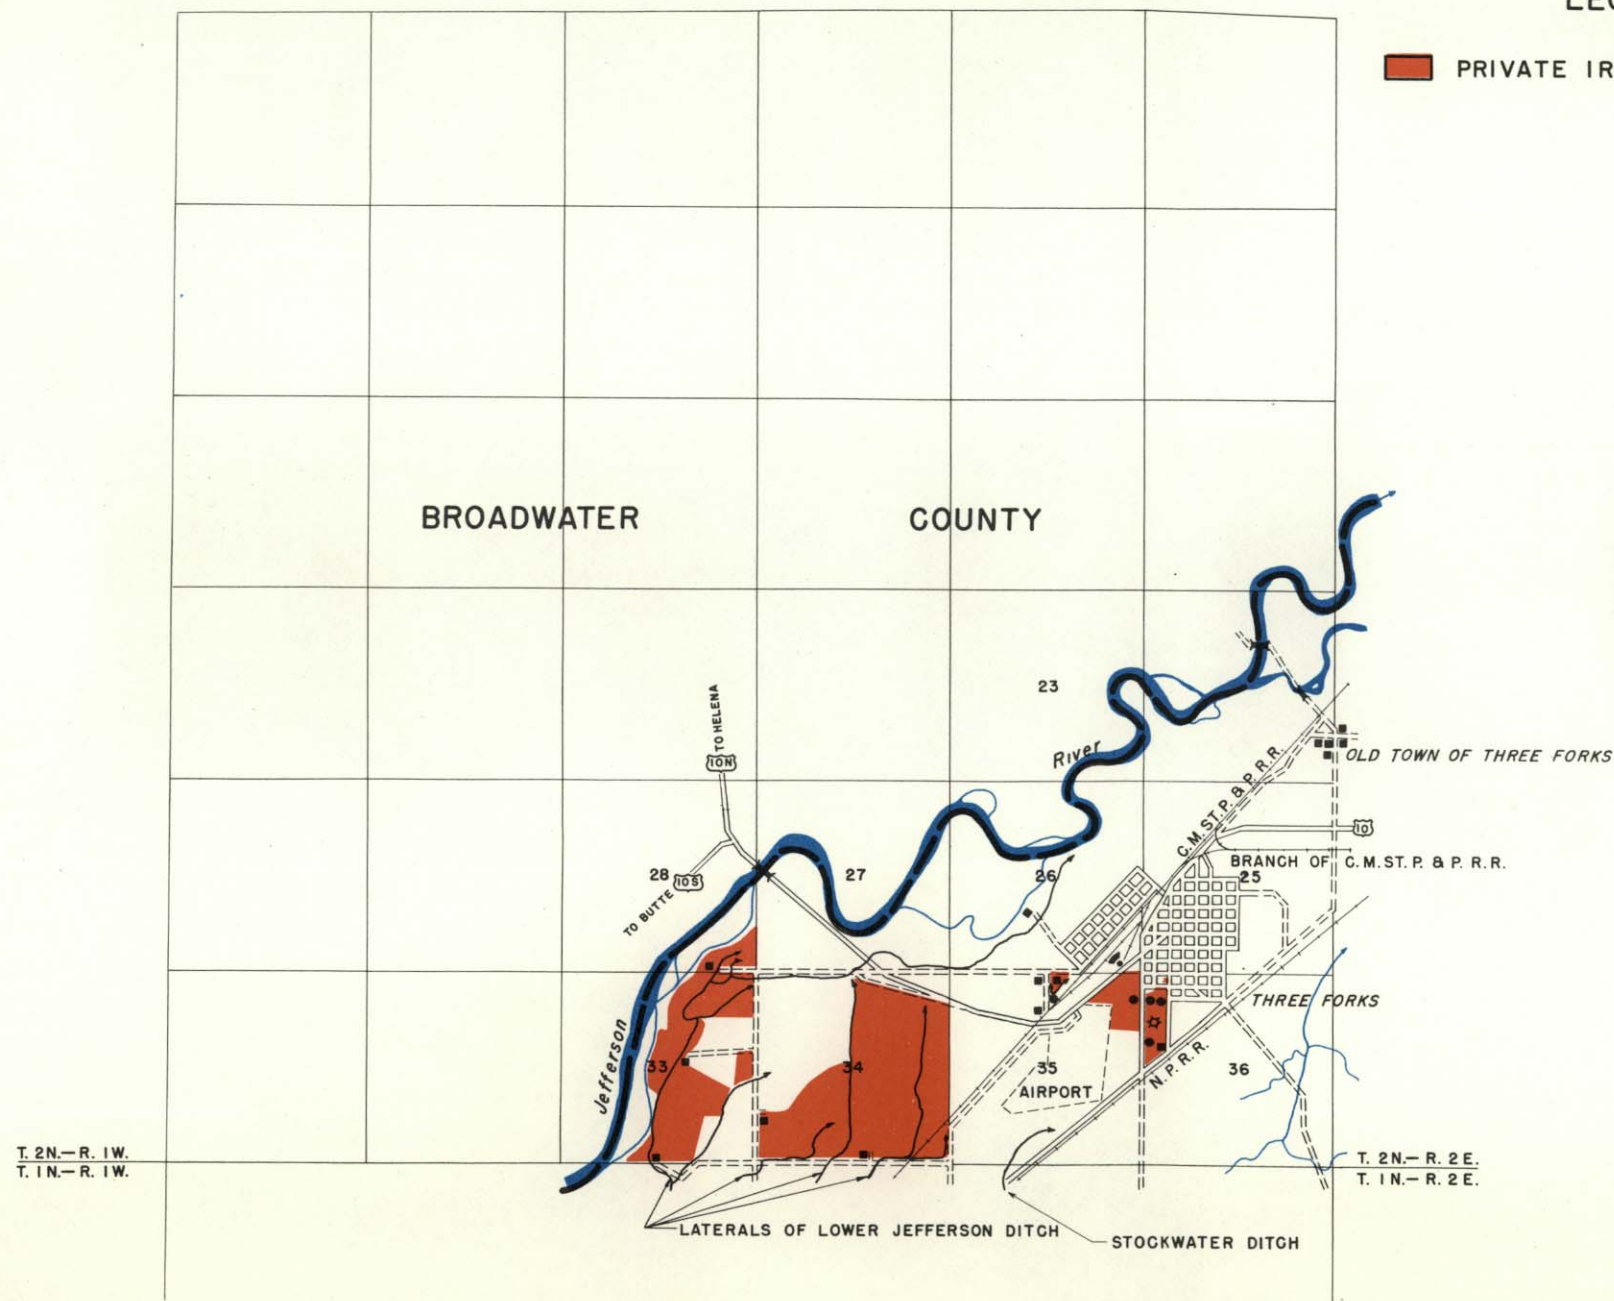 PRIVATE
BROADWATER COUNTY
23
TO HELENA
10N
River
OLD TOWN OF THREE FORKS
C.M.ST.P. & P.R.R.
10
BRANCH OF C.M.ST.P. & P.R.R.
28
10S
27
26
25
TO BUTTE
THREE FORKS
Jefferson
33
34
35
36
N.P.R.R.
AIRPORT
T. 2N.—R. 1W.
T. 1N.—R. 1W.
T. 2N.—R. 2E.
T. 1N.—R. 2E.
LATERALS OF LOWER JEFFERSON DITCH
STOCKWATER DITCH